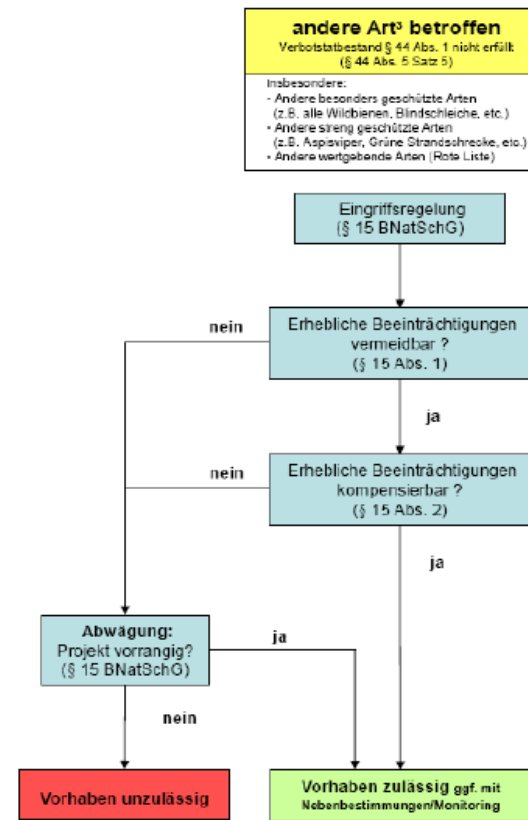 andere Art³ betroffen
Verbotstatbestand § 44 Abs. 1 nicht erfüllt
(§ 44 Abs. 5 Satz 5)
Insbesondere:
- Andere besonders geschützte Arten
(z.B. alle Wildbienen, Blindschleiche, etc.)
• Andere streng geschützte Arten
(z.B. Aspisviper, Grüne Strandschrecke, etc.)
• Andere wertgebende Arten (Rote Liste)
Eingriffsregelung
(§ 15 BNatSchG)
nein
Erhebliche Beeinträchtigungen
vermeidbar ?
(§ 15 Abs. 1)
ja
nein
Erhebliche Beeinträchtigungen
kompensierbar ?
(§ 15 Abs. 2)
ja
Abwägung:
Projekt vorrangig?
(§ 15 BNatSchG)
ja
nein
Vorhaben unzulässig
Vorhaben zulässig ggf. mit
Nebenbestimmungen/Monitoring